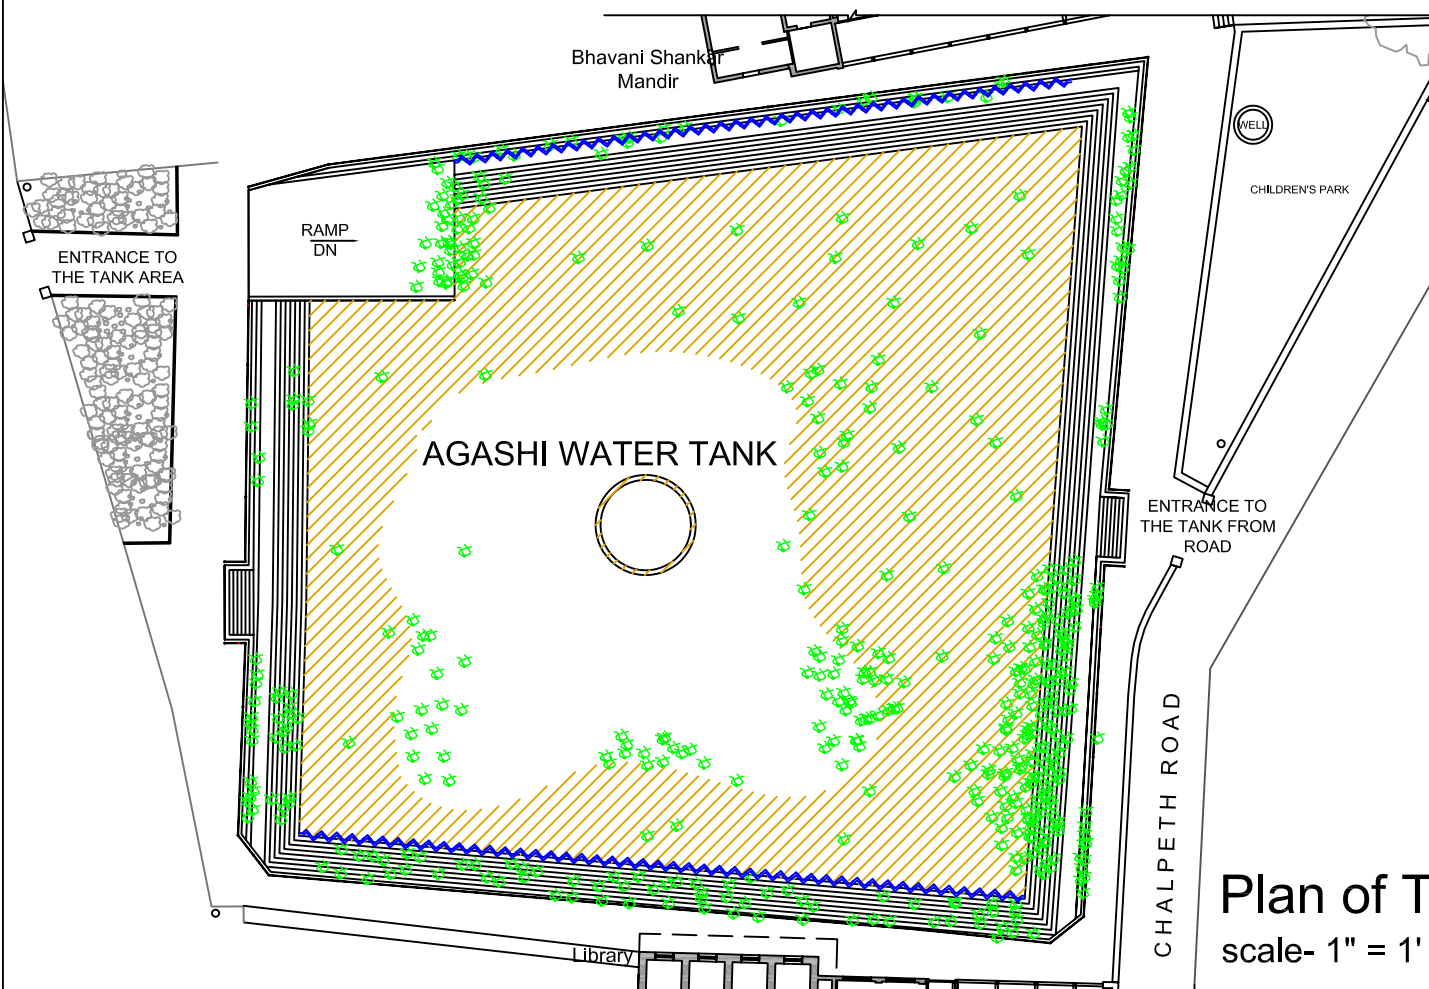 Bhavani Shankar
Mandir
WELL
CHILDREN'S PARK
RAMP
DN
ENTRANCE TO
THE TANK AREA
AGASHI WATER TANK
ENTRANCE TO
THE TANK FROM
ROAD
CHALPETH ROAD
Library
Plan of T
scale- 1" = 1'